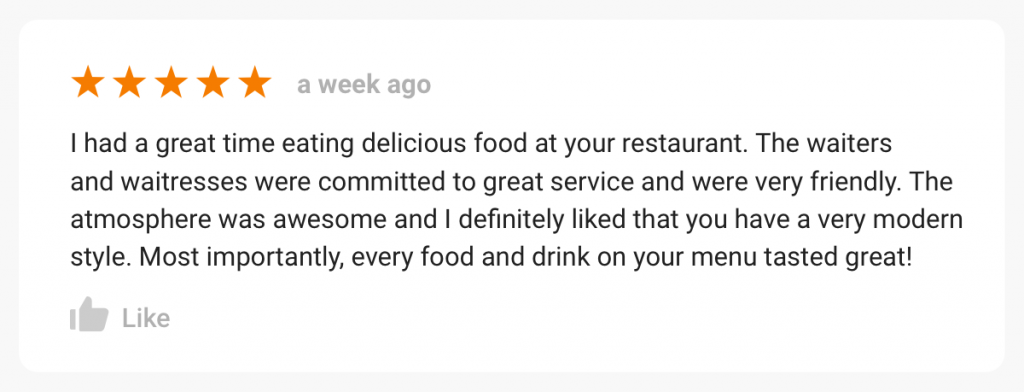 a week ago
I had a great time eating delicious food at your restaurant. The waiters
and waitresses were committed to great service and were very friendly. The
atmosphere was awesome and I definitely liked that you have a very modern
style. Most importantly, every food and drink on your menu tasted great!
Like